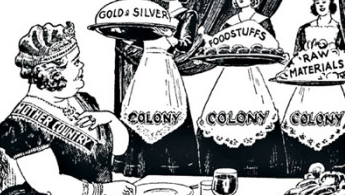 GOLD & SILVER
FOODSTUFFS
RAW
MATERIALS
MOTHER COUNTRY
COLONY
COLONY
COLONY